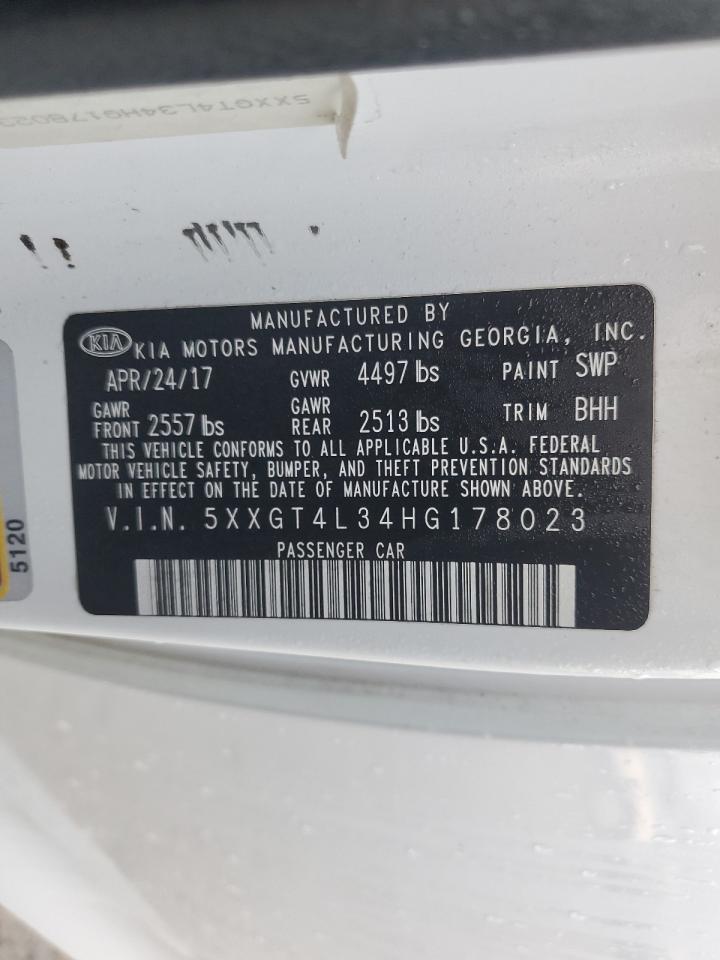 5XXGT4L34HG178023
MANUFACTURED BY
KIA KIA MOTORS MANUFACTURING GEORGIA, INC.
APR/24/17 GVWR 4497 lbs PAINT SWP
GAWR FRONT 2557 lbs GAWR REAR 2513 lbs TRIM BHH
THIS VEHICLE CONFORMS TO ALL APPLICABLE U.S.A. FEDERAL
MOTOR VEHICLE SAFETY, BUMPER, AND THEFT PREVENTION STANDARDS
IN EFFECT ON THE DATE OF MANUFACTURE SHOWN ABOVE.
V.I.N. 5XXGT4L34HG178023
PASSENGER CAR
5120